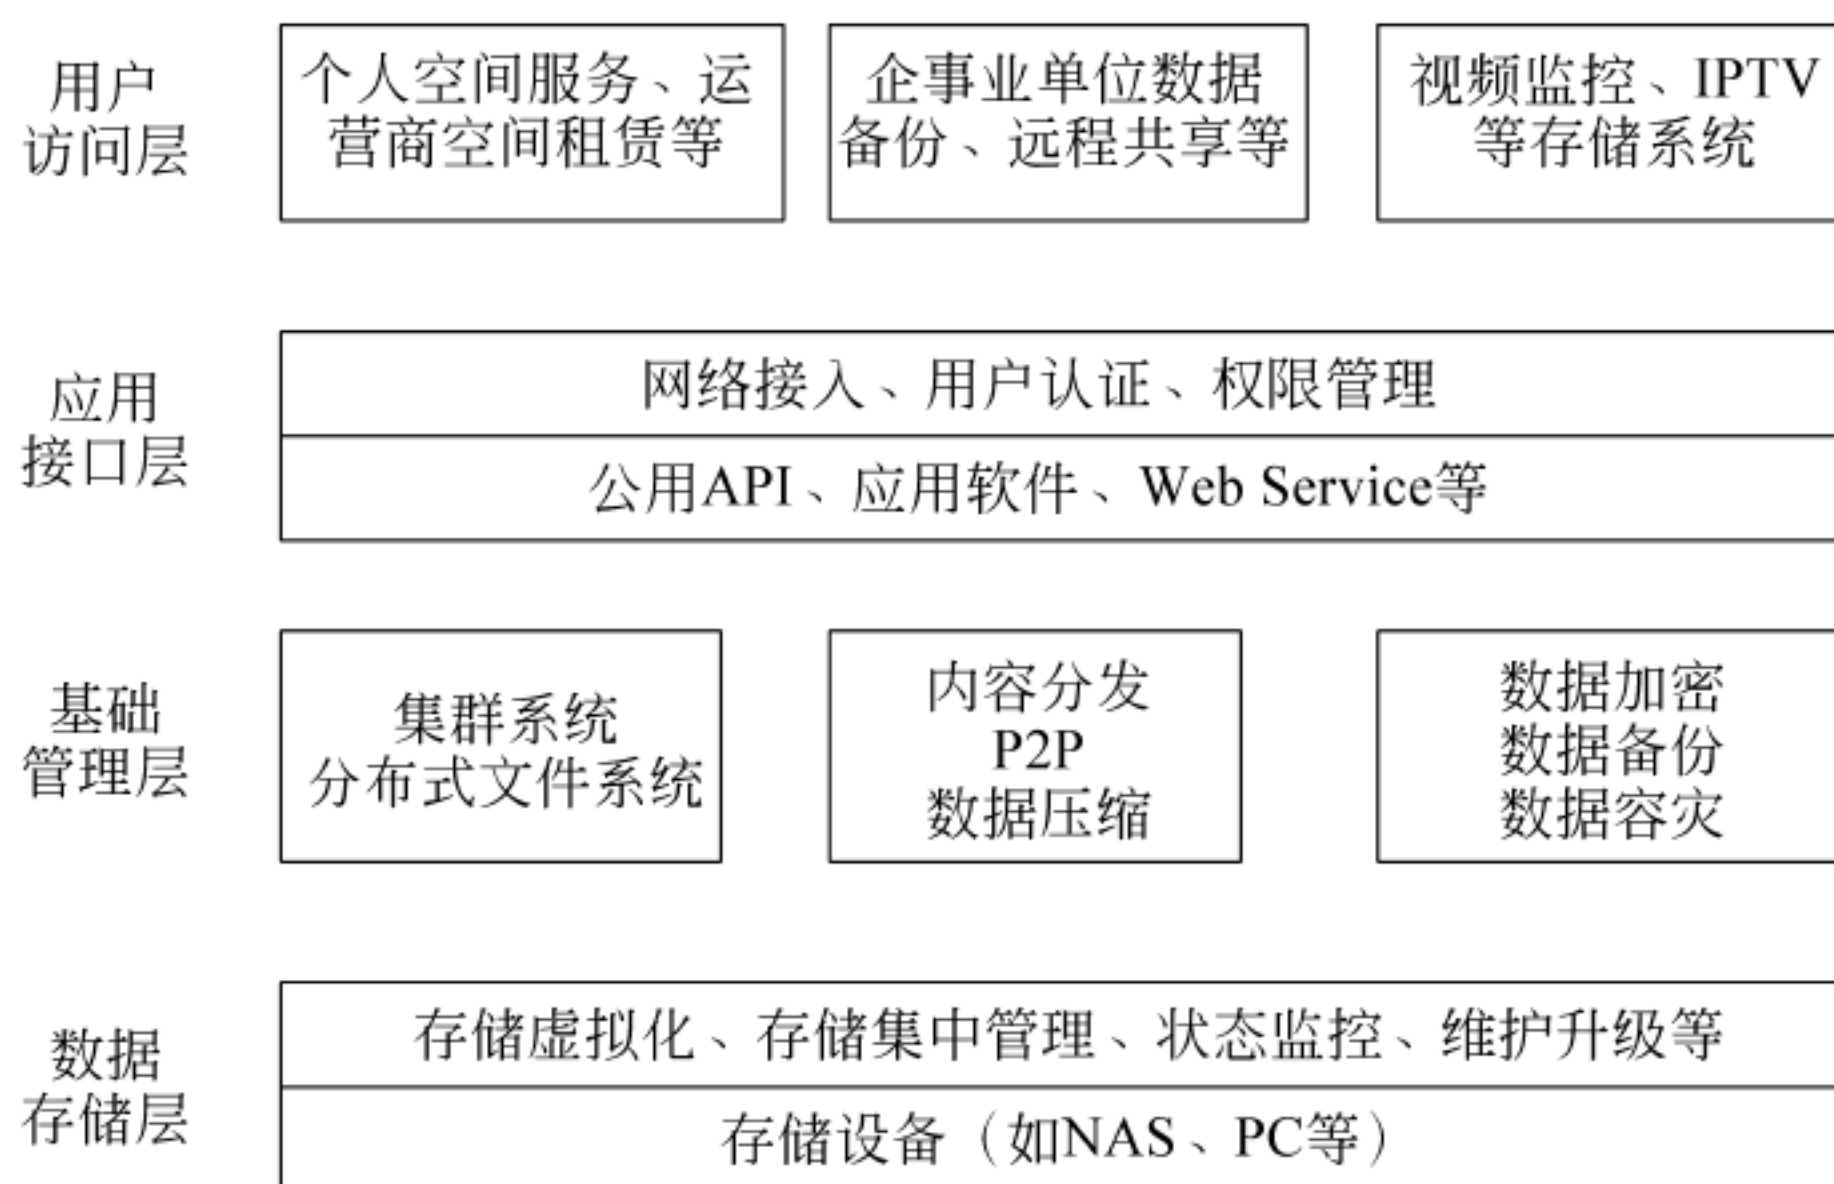 用户
访问层
个人空间服务、运
营商空间租赁等
企事业单位数据
备份、远程共享等
视频监控、IPTV
等存储系统
应用
接口层
网络接入、用户认证、权限管理
公用API、应用软件、Web Service等
基础
管理层
集群系统
分布式文件系统
内容分发
P2P
数据压缩
数据加密
数据备份
数据容灾
数据
存储层
存储虚拟化、存储集中管理、状态监控、维护升级等
存储设备（如NAS、PC等）